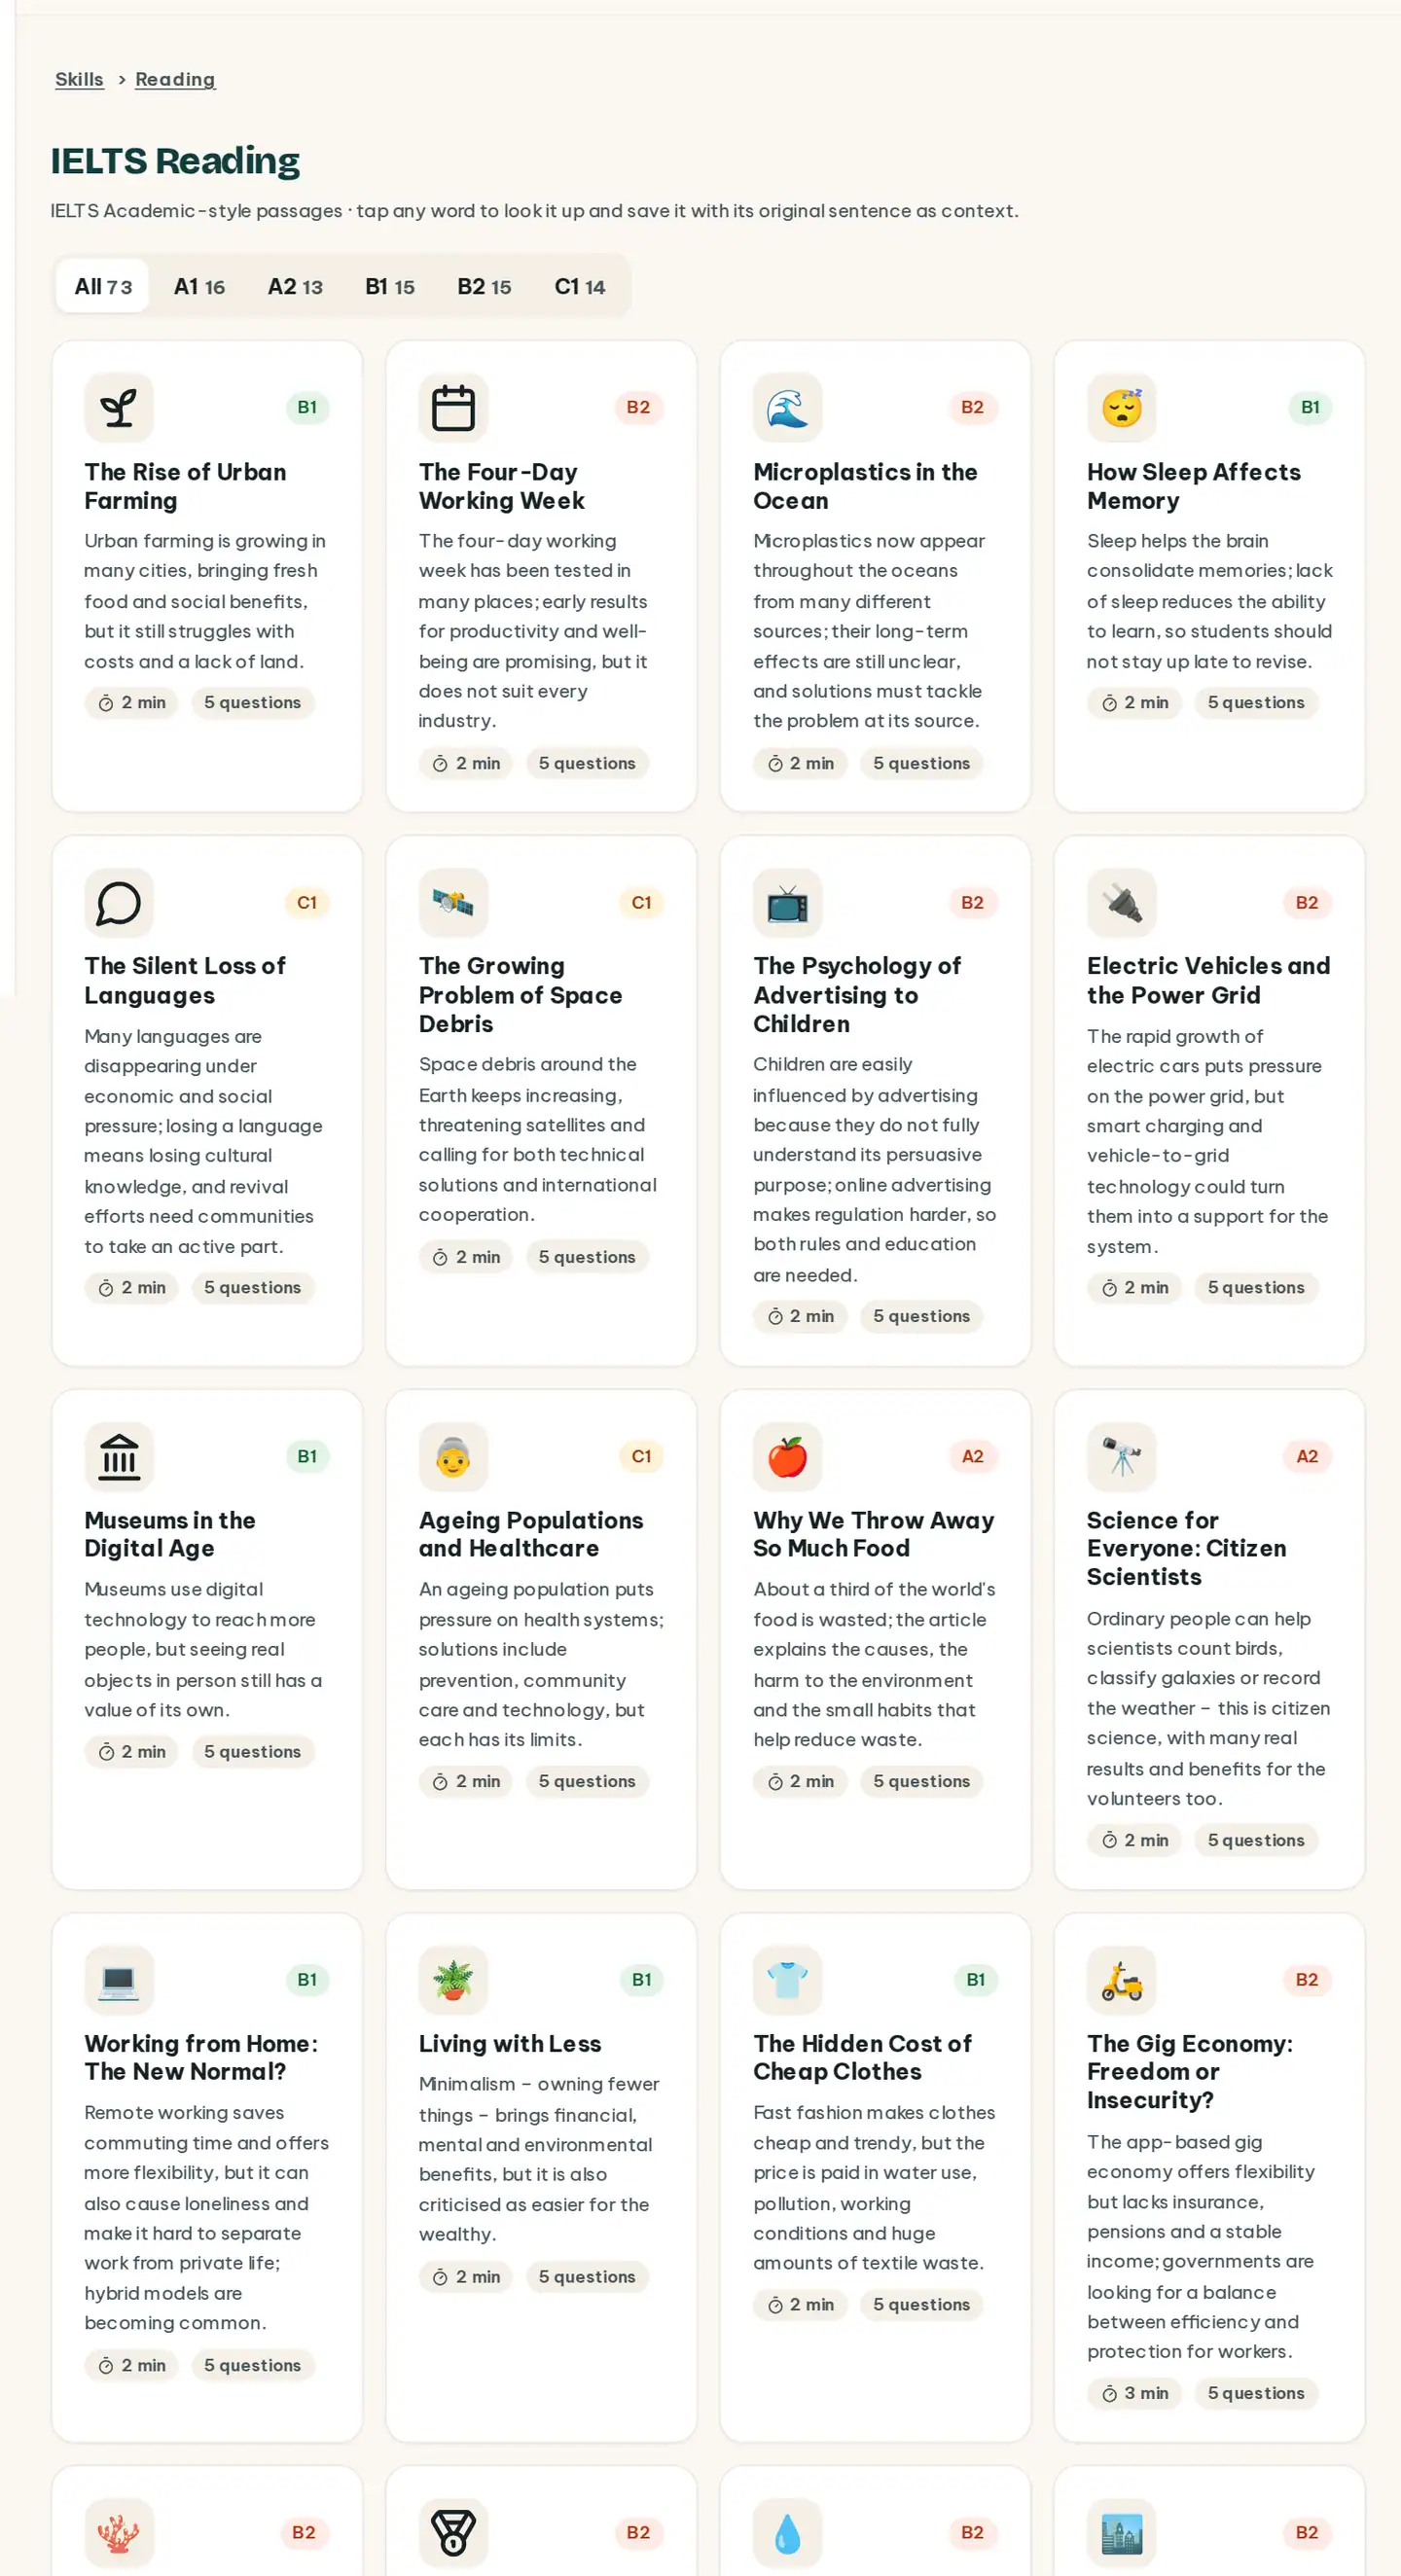 Skills › Reading
IELTS Reading
IELTS Academic-style passages · tap any word to look it up and save it with its original sentence as context.
All 73 A1 16 A2 13 B1 15 B2 15 C1 14
B1
The Rise of Urban
Farming
Urban farming is growing in
many cities, bringing fresh
food and social benefits,
but it still struggles with
costs and a lack of land.
2 min 5 questions
B2
The Four-Day
Working Week
The four-day working
week has been tested in
many places; early results
for productivity and well-
being are promising, but it
does not suit every
industry.
2 min 5 questions
B2
Microplastics in the
Ocean
Microplastics now appear
throughout the oceans
from many different
sources; their long-term
effects are still unclear,
and solutions must tackle
the problem at its source.
2 min 5 questions
B1
How Sleep Affects
Memory
Sleep helps the brain
consolidate memories; lack
of sleep reduces the ability
to learn, so students should
not stay up late to revise.
2 min 5 questions
C1
The Silent Loss of
Languages
Many languages are
disappearing under
economic and social
pressure; losing a language
means losing cultural
knowledge, and revival
efforts need communities
to take an active part.
2 min 5 questions
C1
The Growing
Problem of Space
Debris
Space debris around the
Earth keeps increasing,
threatening satellites and
calling for both technical
solutions and international
cooperation.
2 min 5 questions
B2
The Psychology of
Advertising to
Children
Children are easily
influenced by advertising
because they do not fully
understand its persuasive
purpose; online advertising
makes regulation harder, so
both rules and education
are needed.
2 min 5 questions
B2
Electric Vehicles and
the Power Grid
The rapid growth of
electric cars puts pressure
on the power grid, but
smart charging and
vehicle-to-grid
technology could turn
them into a support for the
system.
2 min 5 questions
B1
Museums in the
Digital Age
Museums use digital
technology to reach more
people, but seeing real
objects in person still has a
value of its own.
2 min 5 questions
C1
Ageing Populations
and Healthcare
An ageing population puts
pressure on health systems;
solutions include
prevention, community
care and technology, but
each has its limits.
2 min 5 questions
A2
Why We Throw Away
So Much Food
About a third of the world's
food is wasted; the article
explains the causes, the
harm to the environment
and the small habits that
help reduce waste.
2 min 5 questions
A2
Science for
Everyone: Citizen
Scientists
Ordinary people can help
scientists count birds,
classify galaxies or record
the weather – this is citizen
science, with many real
results and benefits for the
volunteers too.
2 min 5 questions
B1
Working from Home:
The New Normal?
Remote working saves
commuting time and offers
more flexibility, but it can
also cause loneliness and
make it hard to separate
work from private life;
hybrid models are
becoming common.
2 min 5 questions
B1
Living with Less
Minimalism – owning fewer
things – brings financial,
mental and environmental
benefits, but it is also
criticised as easier for the
wealthy.
2 min 5 questions
B1
The Hidden Cost of
Cheap Clothes
Fast fashion makes clothes
cheap and trendy, but the
price is paid in water use,
pollution, working
conditions and huge
amounts of textile waste.
2 min 5 questions
B2
The Gig Economy:
Freedom or
Insecurity?
The app-based gig
economy offers flexibility
but lacks insurance,
pensions and a stable
income; governments are
looking for a balance
between efficiency and
protection for workers.
3 min 5 questions
B2
B2
B2
B2